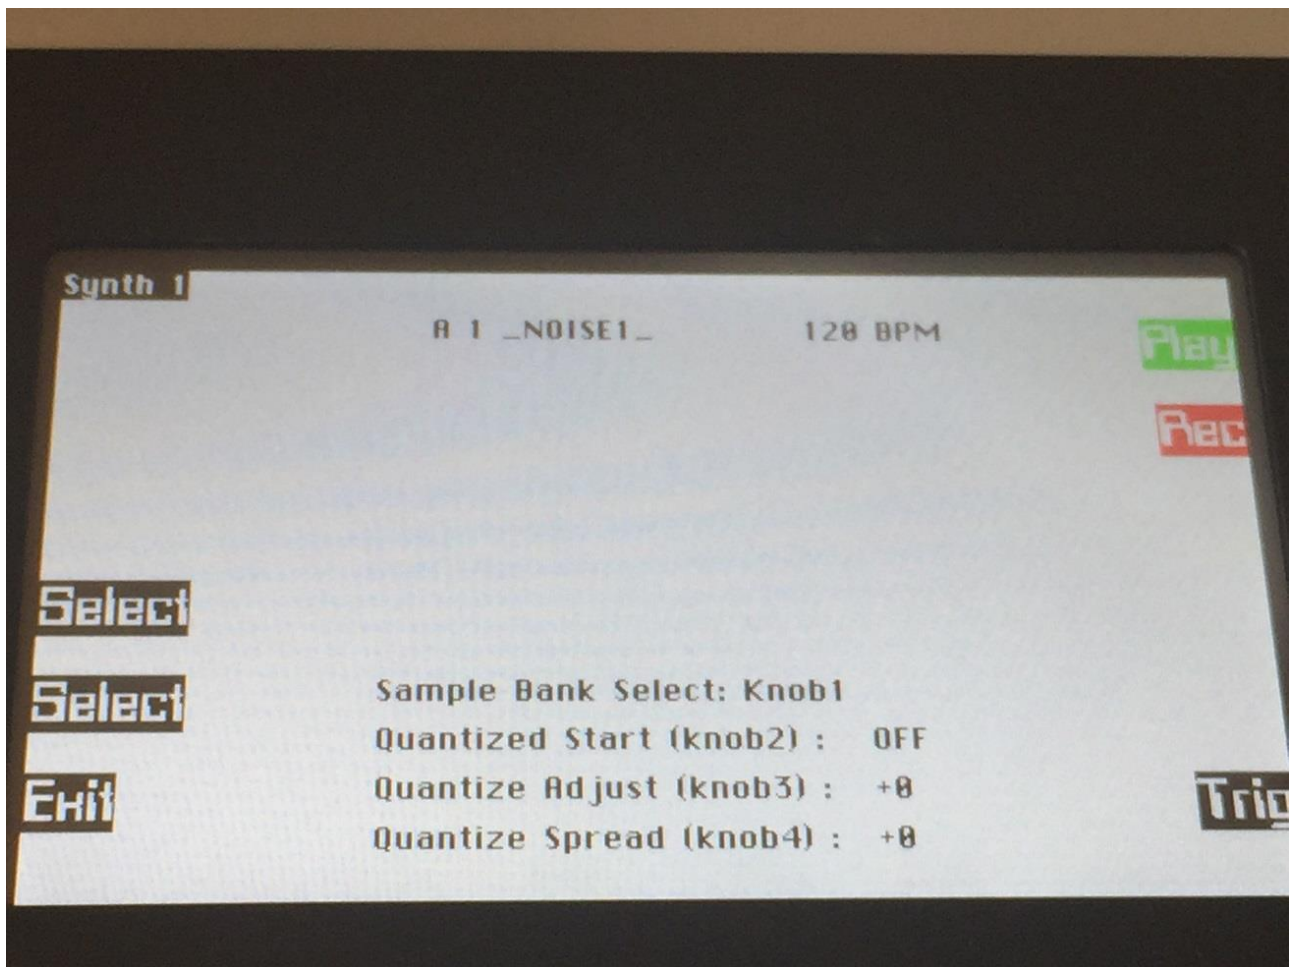 Synth 1
A 1 _NOISE1_ 120 BPM
Play
Rec
Select
Select
Sample Bank Select: Knob1
Quantized Start (knob2) : OFF
Quantize Adjust (knob3) : +0
Exit
Trig
Quantize Spread (knob4) : +0